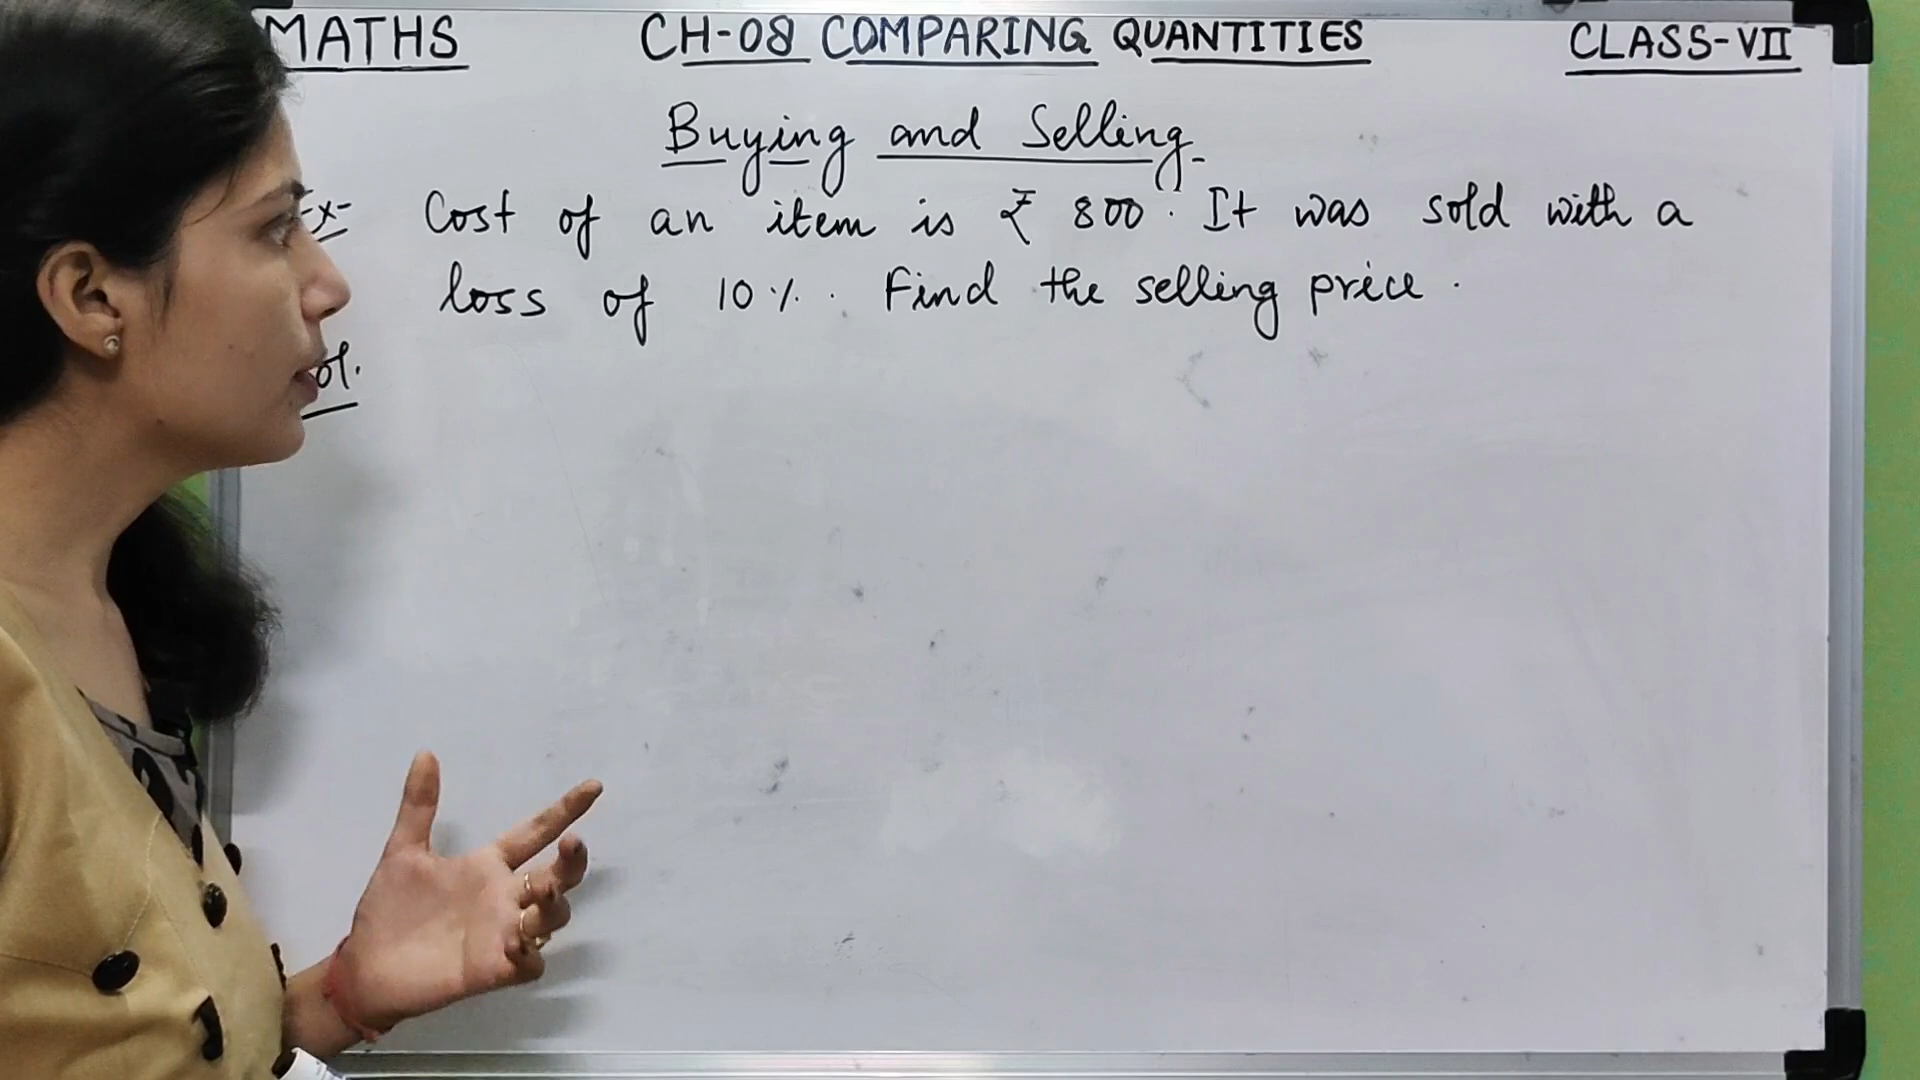 MATHS CH-08 COMPARING QUANTITIES CLASS-VII
Buying and Selling
Cost of an item is ₹ 800. It was sold with a
loss of 10%. Find the selling price.